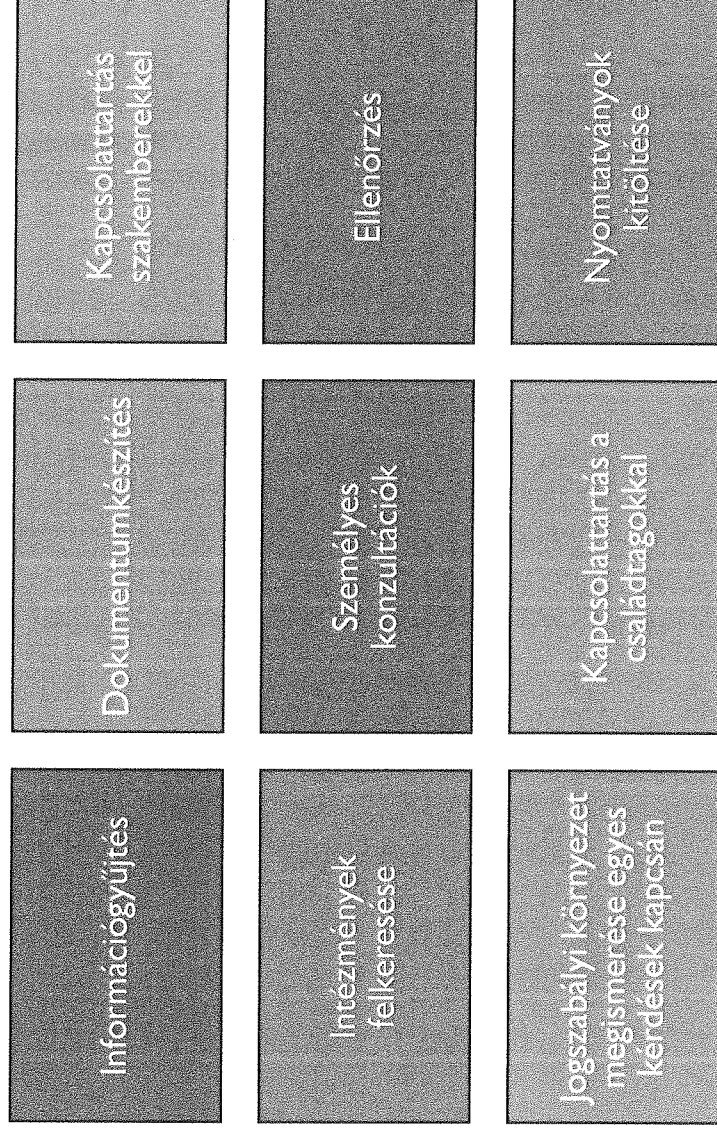 Információgyűjtés
Dokumentumkészítés
Kapcsolattartás
szakemberekkel
Intézmények
felkeresése
Személyes
konzultációk
Ellenőrzés
Jogszabályi környezet
megismerése egyes
kérdések kapcsán
Kapcsolattartás a
családtagokkal
Nyomtatványok
kitöltése